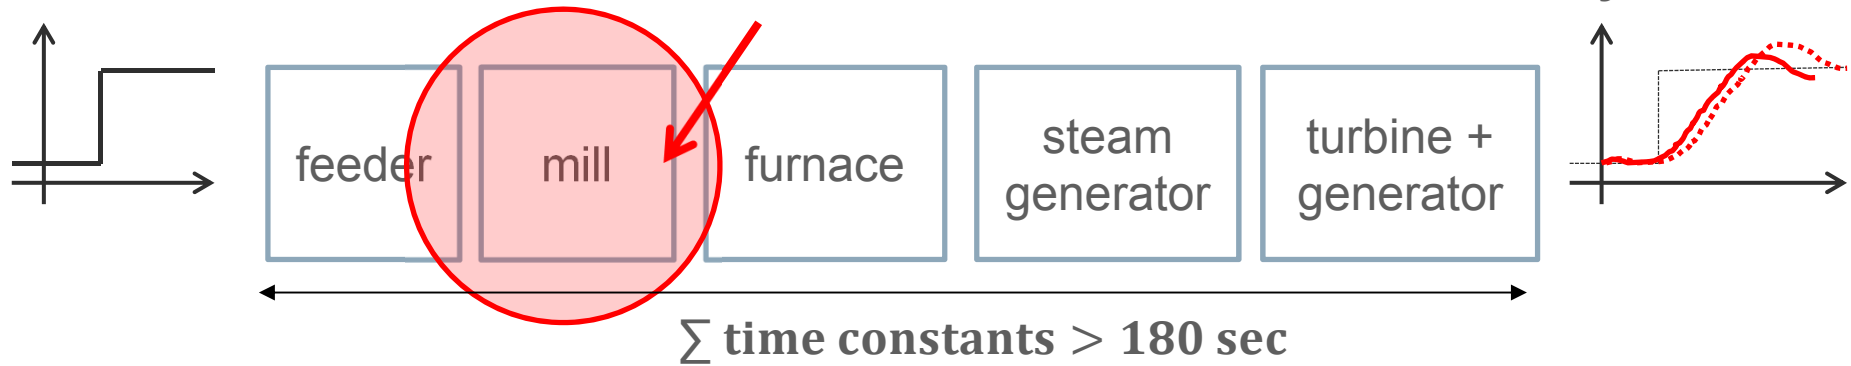 feeder
mill
furnace
steam
generator
turbine +
generator
∑ time constants > 180 sec